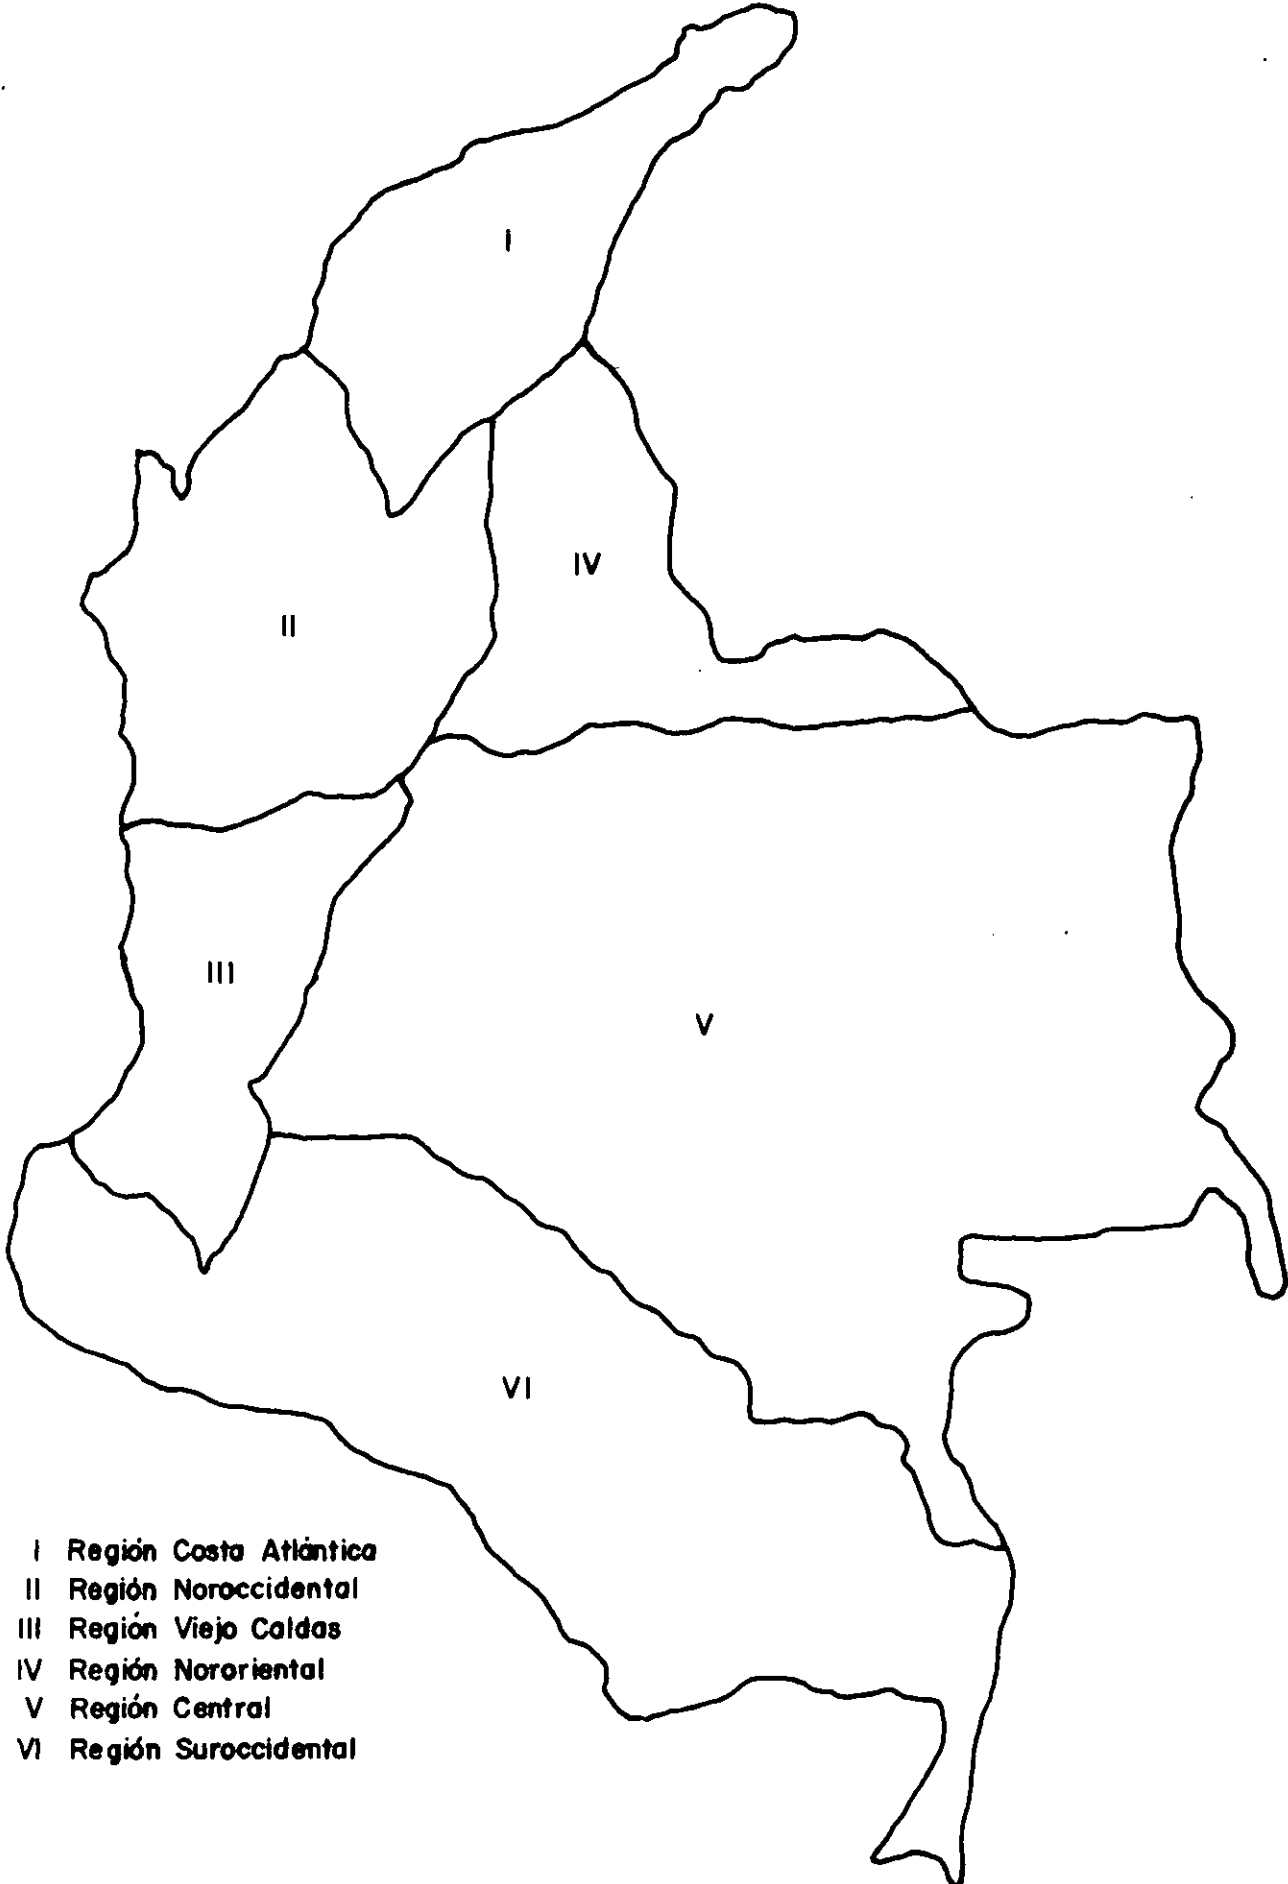 I
IV
II
III
V
VI
I Región Costa Atlántica
II Región Noroccidental
III Región Viejo Caldas
IV Región Nororiental
V Región Central
VI Región Suroccidental